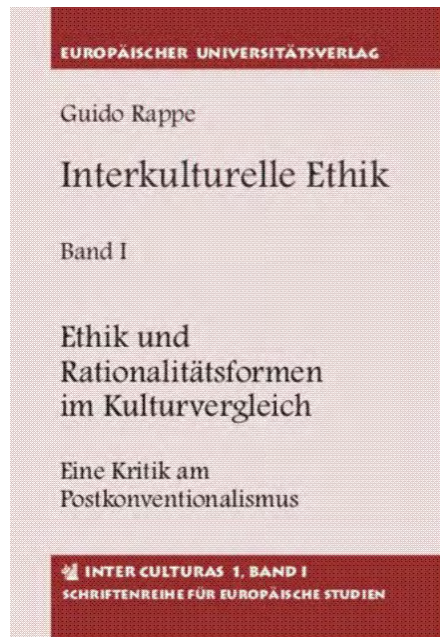 EUROPÄISCHER UNIVERSITÄTSVERLAG
Guido Rappe
Interkulturelle Ethik
Band I
Ethik und
Rationalitätsformen
im Kulturvergleich
Eine Kritik am
Postkonventionalismus
INTER CULTURAS 1, BAND I
SCHRIFTENREIHE FÜR EUROPÄISCHE STUDIEN